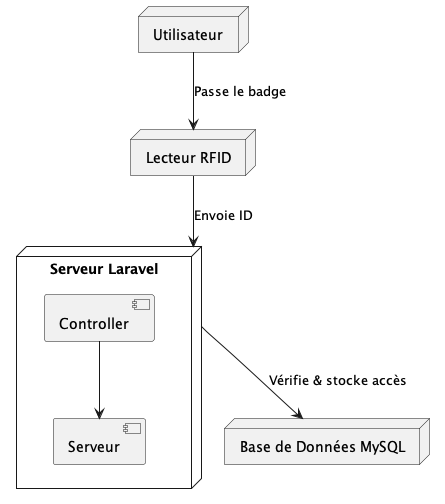 Utilisateur
Passe le badge
Lecteur RFID
Envoie ID
Serveur Laravel
Controller
Vérifie & stocke accès
Serveur
Base de Données MySQL